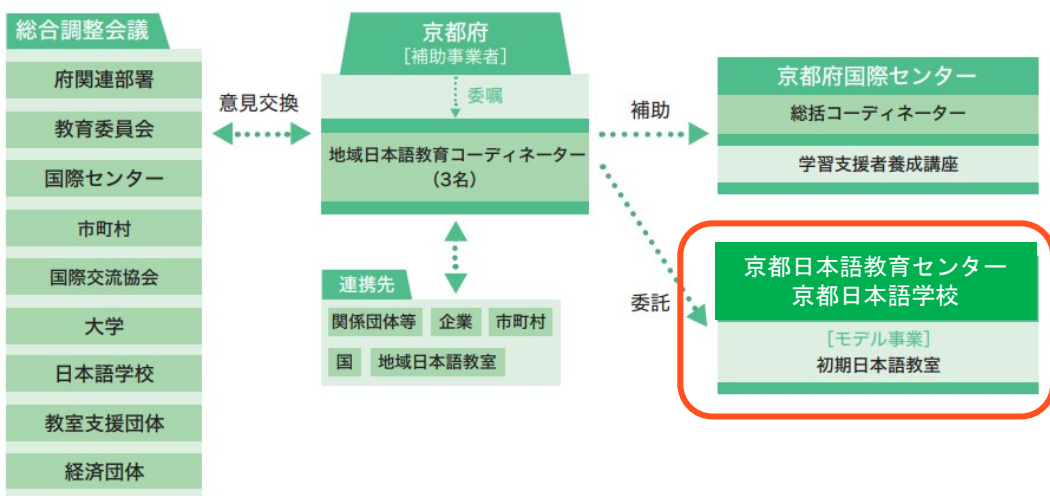 総合調整会議
府関連部署
教育委員会
国際センター
市町村
国際交流協会
大学
日本語学校
教室支援団体
経済団体
意見交換
京都府
［補助事業者］
委嘱
地域日本語教育コーディネーター
（3名）
連携先
関係団体等 企業 市町村
国 地域日本語教室
補助
委託
京都府国際センター
総括コーディネーター
学習支援者養成講座
京都日本語教育センター
京都日本語学校
［モデル事業］
初期日本語教室